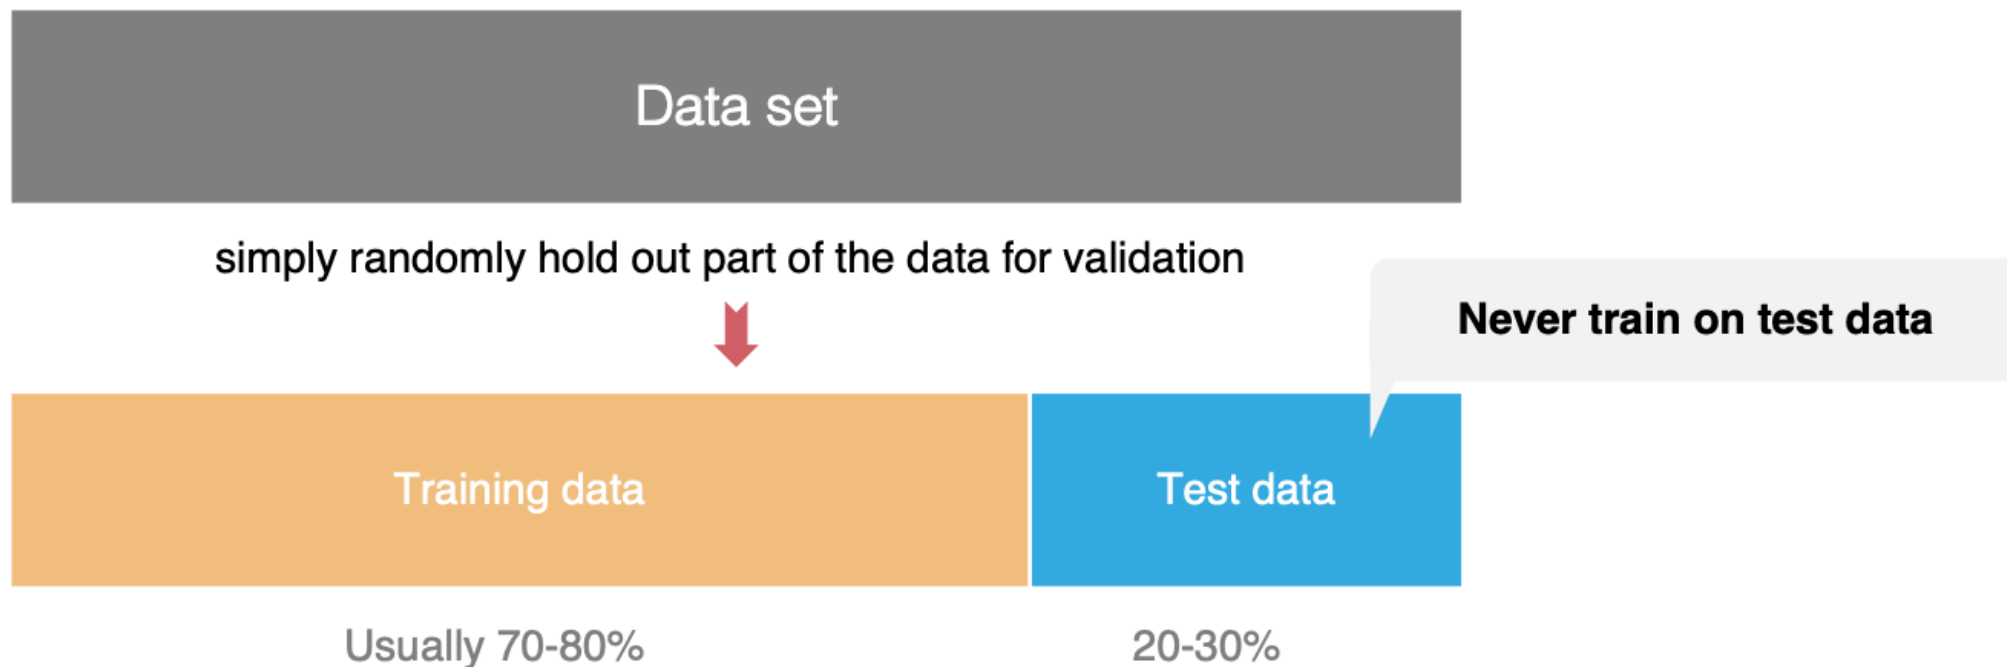 Data set
simply randomly hold out part of the data for validation
Never train on test data
Training data
Test data
Usually 70-80%
20-30%